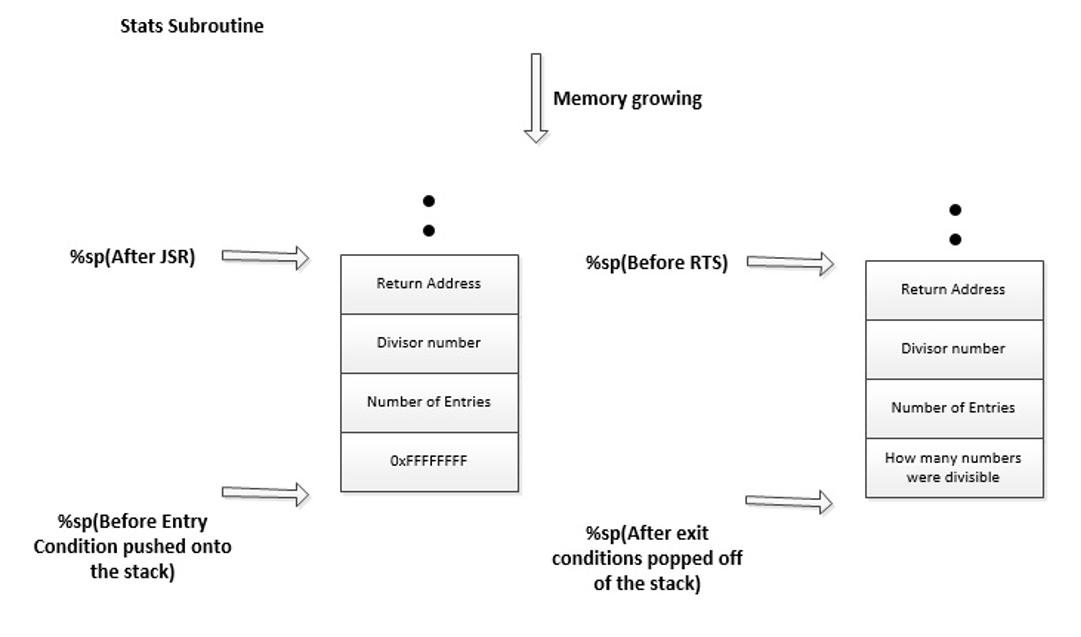 Stats Subroutine
Memory growing
%sp(After JSR)
Return Address
Divisor number
Number of Entries
0xFFFFFFFF
%sp(Before Entry
Condition pushed onto
the stack)
%sp(Before RTS)
Return Address
Divisor number
Number of Entries
How many numbers
were divisible
%sp(After exit
conditions popped off
of the stack)